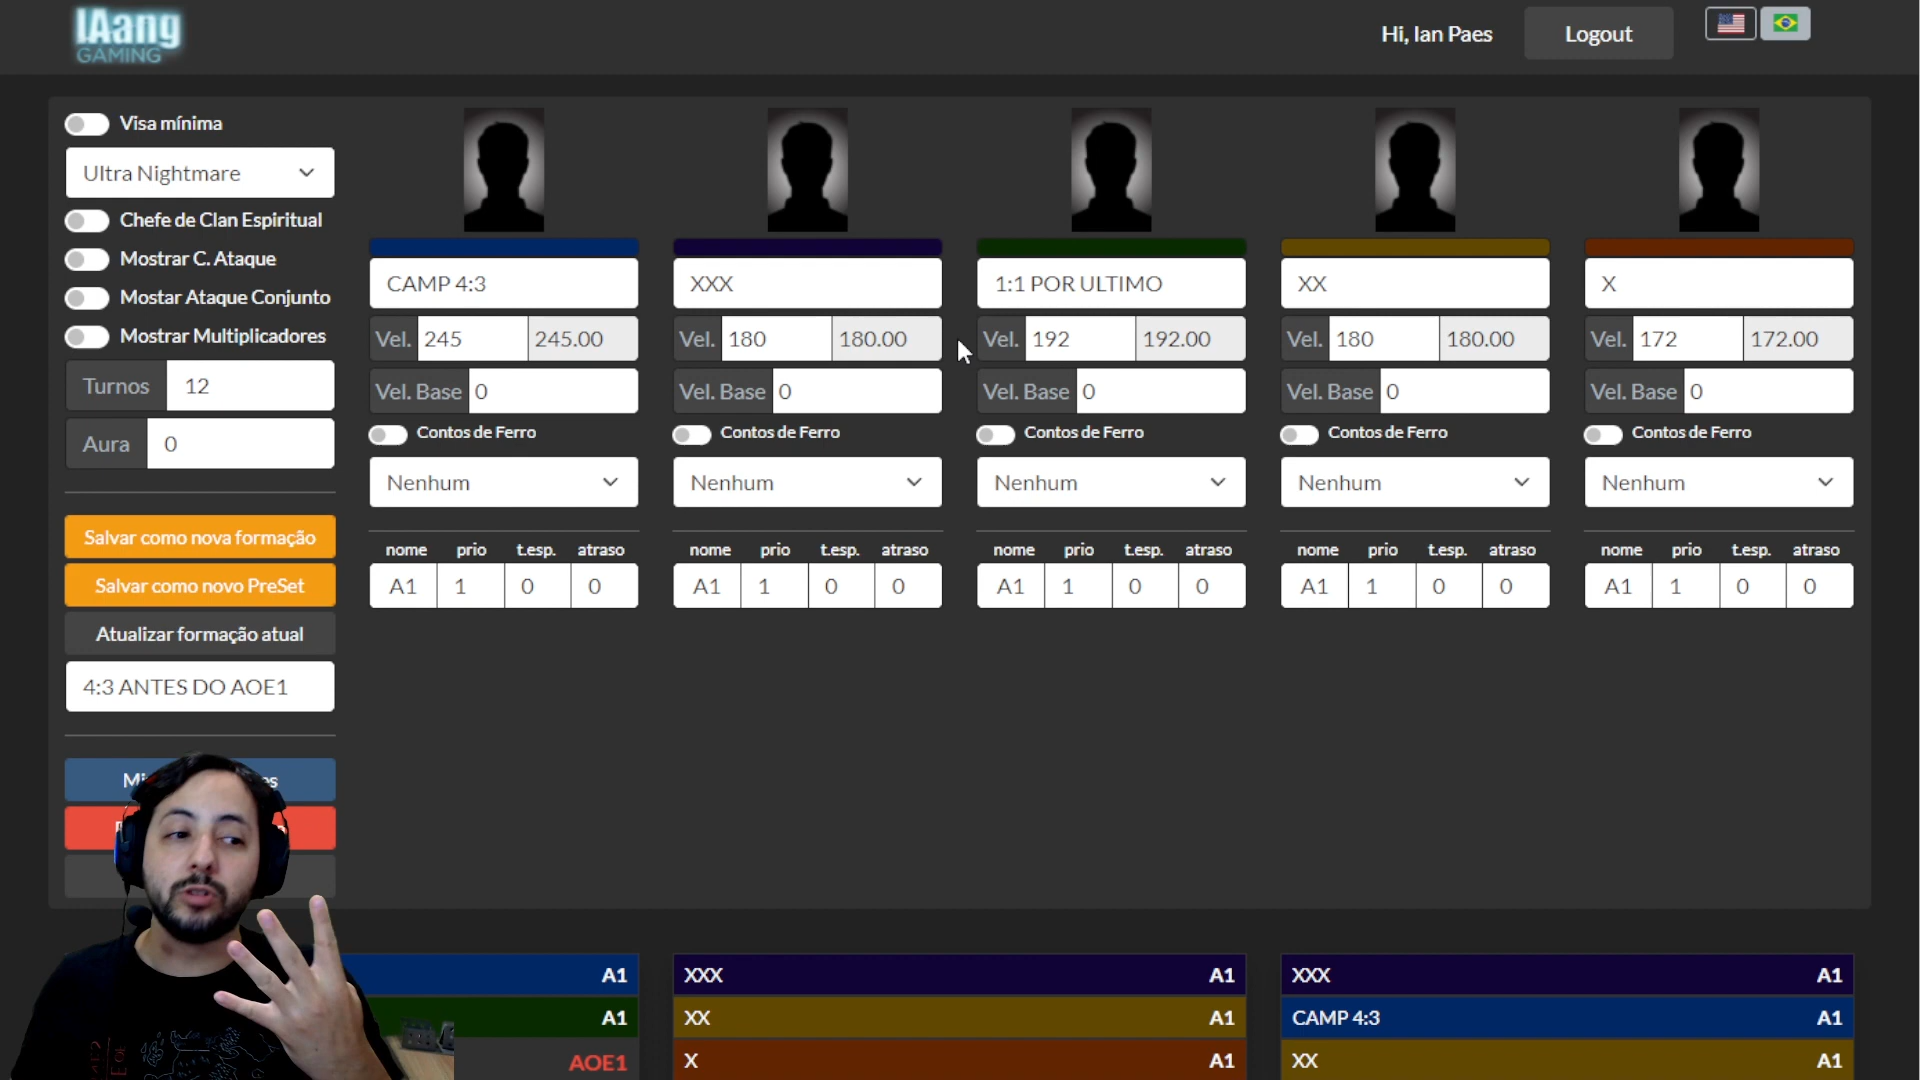 IAang
GAMING
Hi, Ian Paes
Logout
Visa mínima
Ultra Nightmare
Chefe de Clan Espiritual
Mostrar C. Ataque
Mostar Ataque Conjunto
Mostrar Multiplicadores
Turnos 12
Aura 0
Salvar como nova formação
Salvar como novo PreSet
Atualizar formação atual
4:3 ANTES DO AOE1
CAMP 4:3
Vel. 245 245.00
Vel. Base 0
Contos de Ferro
Nenhum
nome prio t.esp. atraso
A1 1 0 0
XXX
Vel. 180 180.00
Vel. Base 0
Contos de Ferro
Nenhum
nome prio t.esp. atraso
A1 1 0 0
1:1 POR ULTIMO
Vel. 192 192.00
Vel. Base 0
Contos de Ferro
Nenhum
nome prio t.esp. atraso
A1 1 0 0
XX
Vel. 180 180.00
Vel. Base 0
Contos de Ferro
Nenhum
nome prio t.esp. atraso
A1 1 0 0
X
Vel. 172 172.00
Vel. Base 0
Contos de Ferro
Nenhum
nome prio t.esp. atraso
A1 1 0 0
A1
A1
AOE1
XXX A1
XX A1
X A1
XXX A1
CAMP 4:3 A1
XX A1